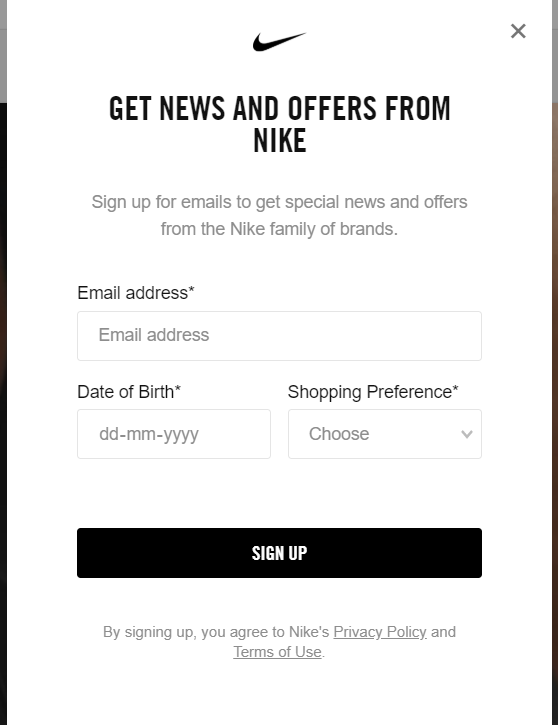 GET NEWS AND OFFERS FROM
NIKE
Sign up for emails to get special news and offers
from the Nike family of brands.
Email address*
Email address
Date of Birth*
Shopping Preference*
dd-mm-yyyy
Choose
SIGN UP
By signing up, you agree to Nike's Privacy Policy and
Terms of Use.